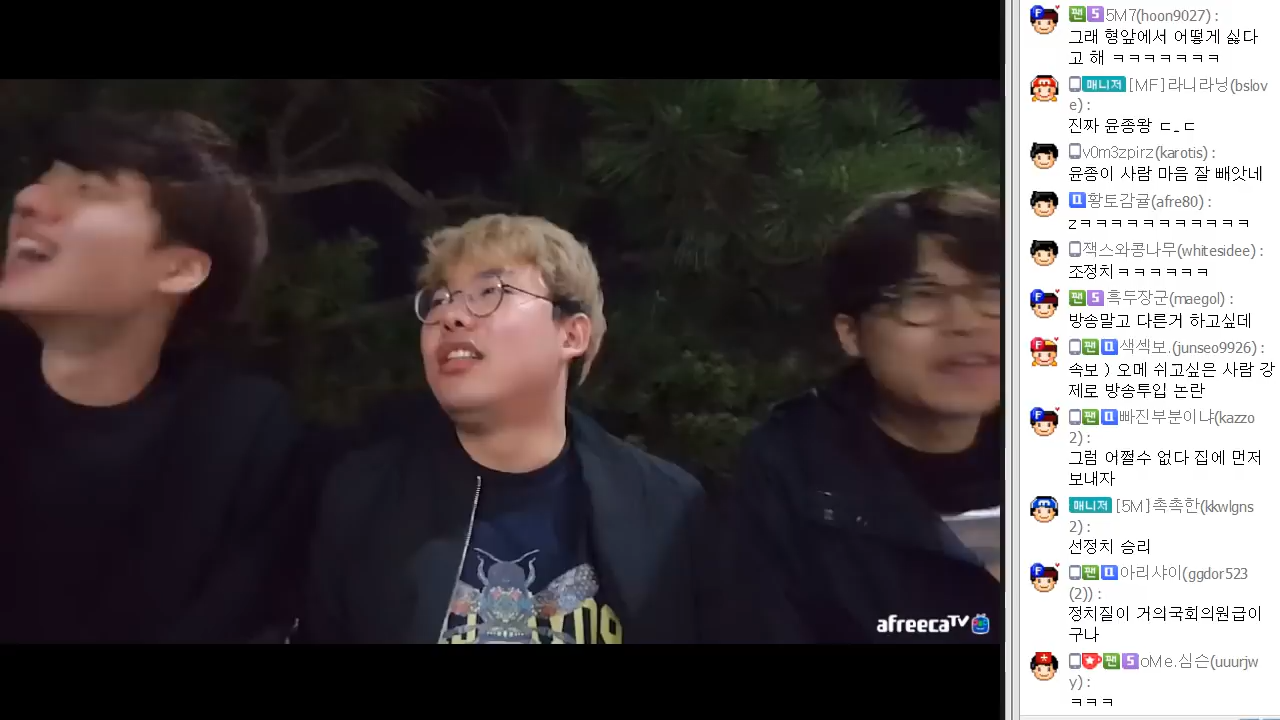 팬 S 5M7(hoon9027) :
그래 형앞에서 어떻게 싫다
고 해 ㅋㅋㅋㅋㅋㅋㅋ
매니저 [MF]라니라닝(bslov
e) :
진짜 윤종왕 ㄷ_ㄷ
v0m3zpirz(karotis) :
윤종이 사람 마음 잘 빼앗네
황토감귤(afre80) :
zㅋㅋㅋㅋㅋㅋㅋㅋㅋㅋㅋ
잭스와콩나무(whitesidee) :
조정치ㅋㅋㅋㅋㅋㅋ
팬 S 흑두장군(maegol) :
방송말고 다른거 하고싶데
팬 색섹보.(junseo9926) :
속보 ) 오메 쉬고싶은 사람 강
제로 방송투입 논란
팬 빠진부분이냐(kazzo
2) :
그럼 어쩔수 없다 집에 먼저
보내자
매니저 [5M]촉촉한(kkwlgns
2) :
선정치 승리
팬 아리샤이(ggdor523
(2)) :
정치질이 거의국회의원급이
구나
팬 S oMe.심슨(uuurjw
y) :
ㅋㅋㅋ
afreecaTV